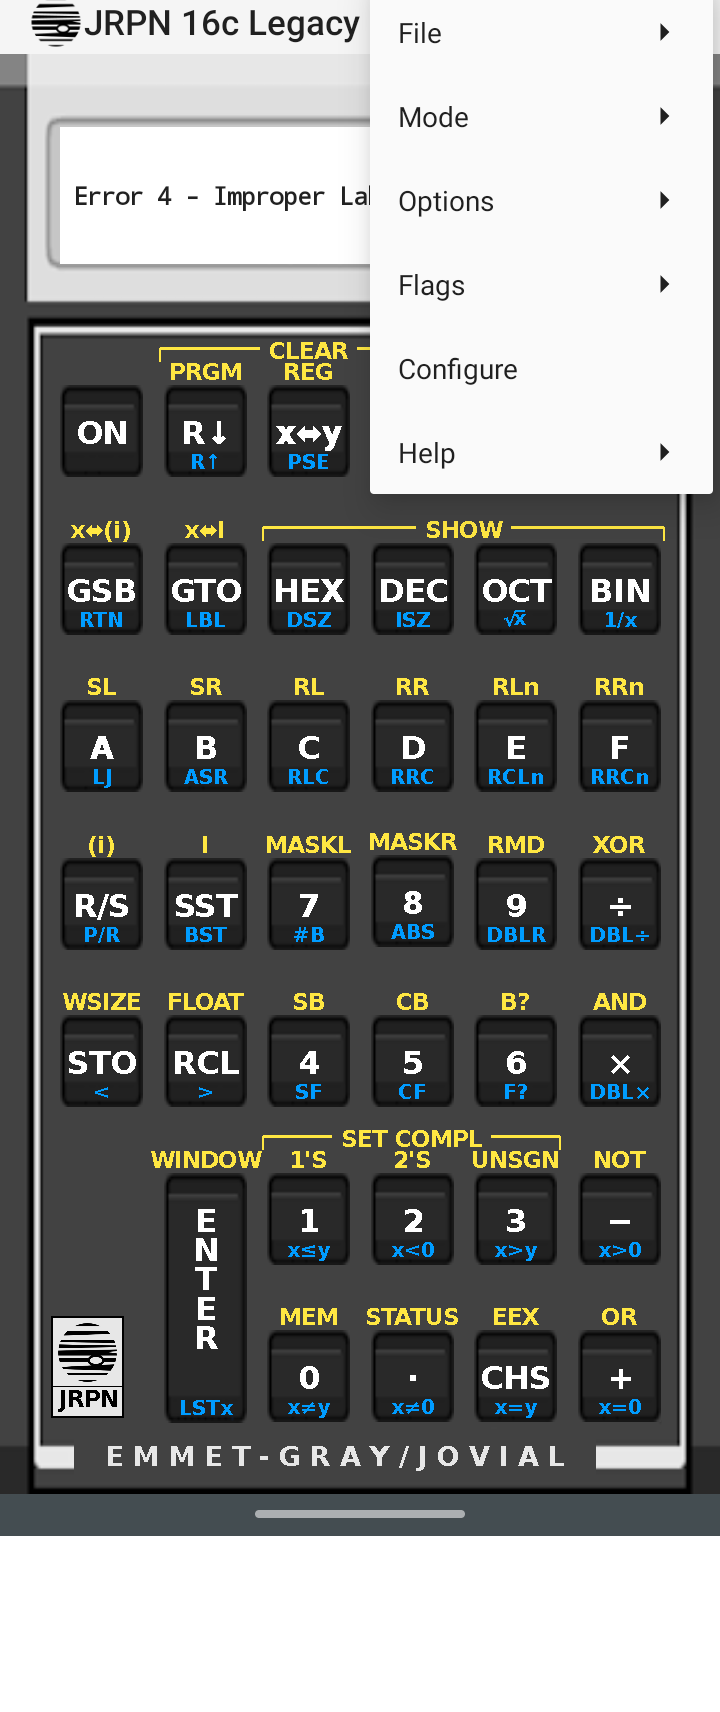 JRPN 16c Legacy
File
Mode
Options
Flags
Configure
Help
Error 4 - Improper
CLEAR
PRGM REG
ON R↓ x⬌y
R↑ PSE
x⬌(i) x⬌I SHOW
GSB GTO HEX DEC OCT BIN
RTN LBL DSZ ISZ √x 1/x
SL SR RL RR RLn RRn
A B C D E F
LJ ASR RLC RRC RCLn RRCn
(i) I MASKL MASKR RMD XOR
R/S SST 7 8 9 ÷
P/R BST #B ABS DBLR DBL÷
WSIZE FLOAT SB CB B? AND
STO RCL 4 5 6 ×
< > SF CF F? DBL×
SET COMPL
WINDOW 1'S 2'S UNSGN NOT
ENTER 1 2 3 −
x≤y x<0 x>y x>0
MEM STATUS EEX OR
0 · CHS +
LSTx x≠y x≠0 x=y x=0
JRPN
EMMET-GRAY/JOVIAL